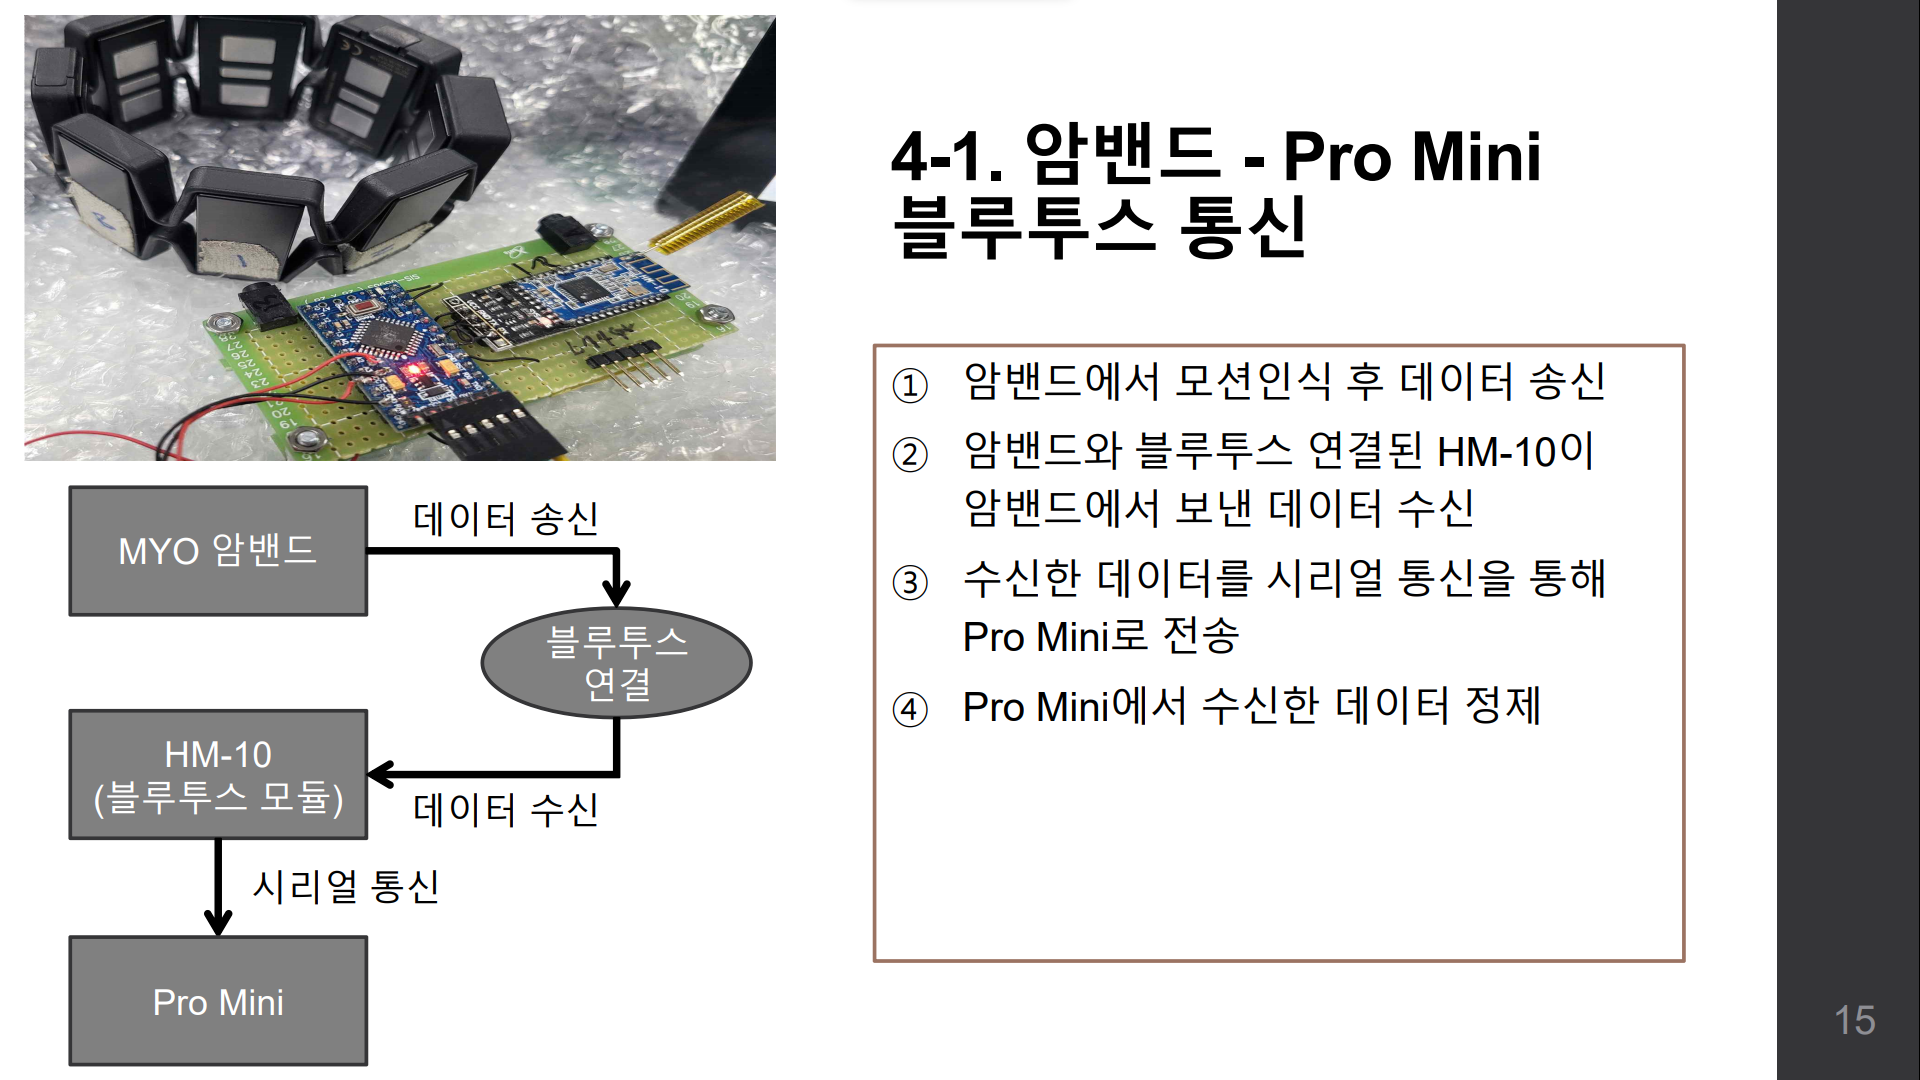 4-1. 암밴드 - Pro Mini
블루투스 통신
① 암밴드에서 모션인식 후 데이터 송신
② 암밴드와 블루투스 연결된 HM-10이
암밴드에서 보낸 데이터 수신
③ 수신한 데이터를 시리얼 통신을 통해
Pro Mini로 전송
④ Pro Mini에서 수신한 데이터 정제
MYO 암밴드
데이터 송신
블루투스
연결
HM-10
(블루투스 모듈)
데이터 수신
시리얼 통신
Pro Mini
15
2
1